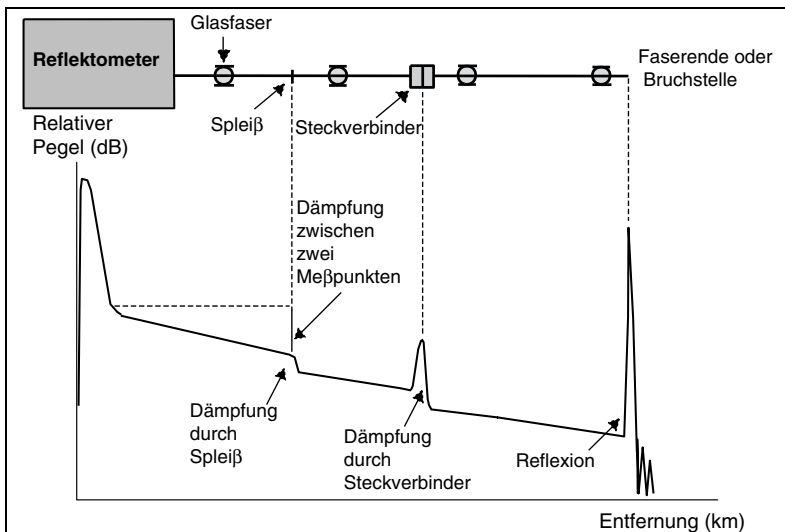 Glasfaser
Reflektometer
Faserende oder
Bruchstelle
Spleiβ
Steckverbinder
Relativer
Pegel (dB)
Dämpfung
zwischen
zwei
Meβpunkten
Dämpfung
durch
Spleiβ
Dämpfung
durch
Steckverbinder
Reflexion
Entfernung (km)